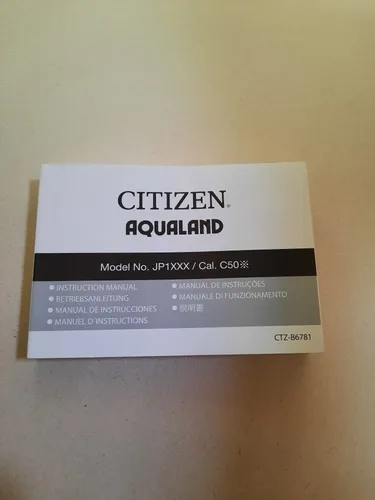 CITIZEN®
AQUALAND
Model No. JP1XXX / Cal. C50※
● INSTRUCTION MANUAL
● BETRIEBSANLEITUNG
● MANUAL DE INSTRUCCIONES
● MANUEL D'INSTRUCTIONS
● MANUAL DE INSTRUÇÕES
● MANUALE DI FUNZIONAMENTO
● 説明書
CTZ-B6781